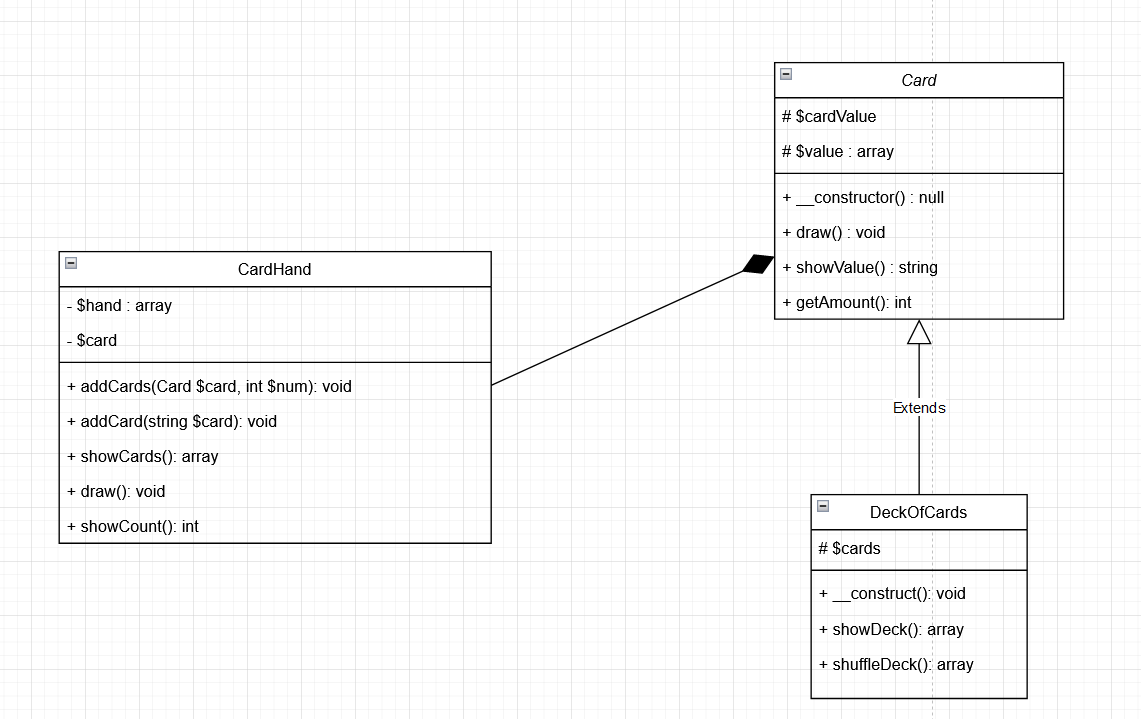 Card
# $cardValue
# $value : array
+ __constructor() : null
+ draw() : void
+ showValue() : string
+ getAmount(): int
CardHand
- $hand : array
- $card
+ addCards(Card $card, int $num): void
+ addCard(string $card): void
+ showCards(): array
+ draw(): void
+ showCount(): int
Extends
DeckOfCards
# $cards
+ __construct(): void
+ showDeck(): array
+ shuffleDeck(): array